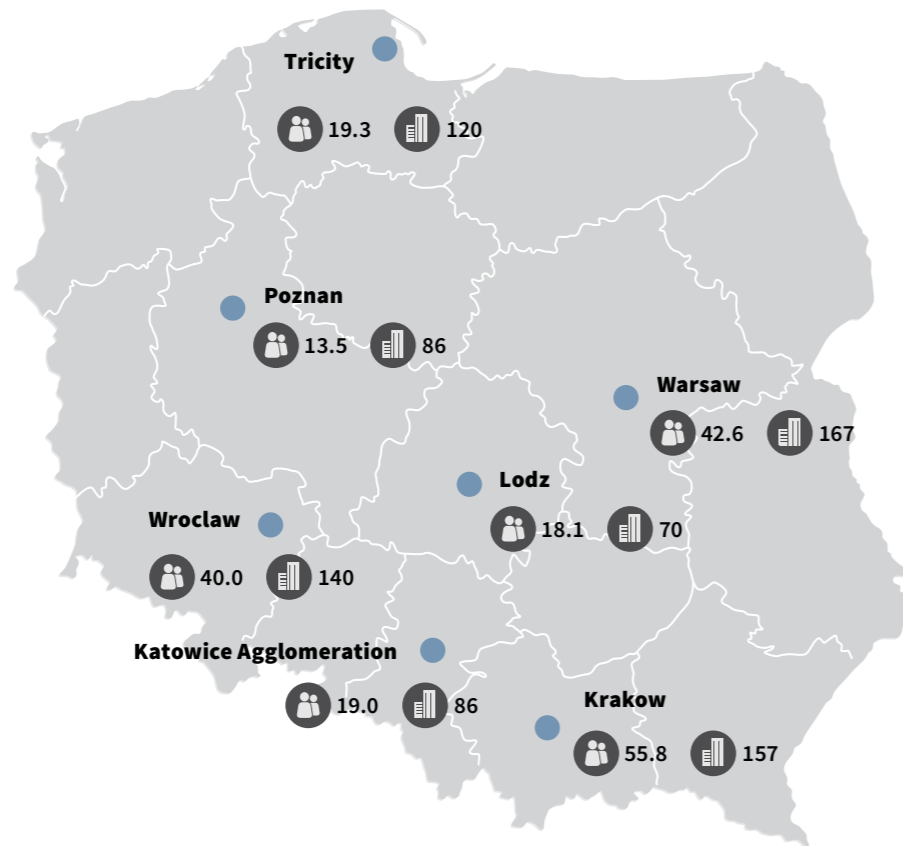 Tricity
19.3 120
Poznan
13.5 86
Warsaw
42.6 167
Lodz
18.1 70
Wroclaw
40.0 140
Katowice Agglomeration
19.0 86
Krakow
55.8 157